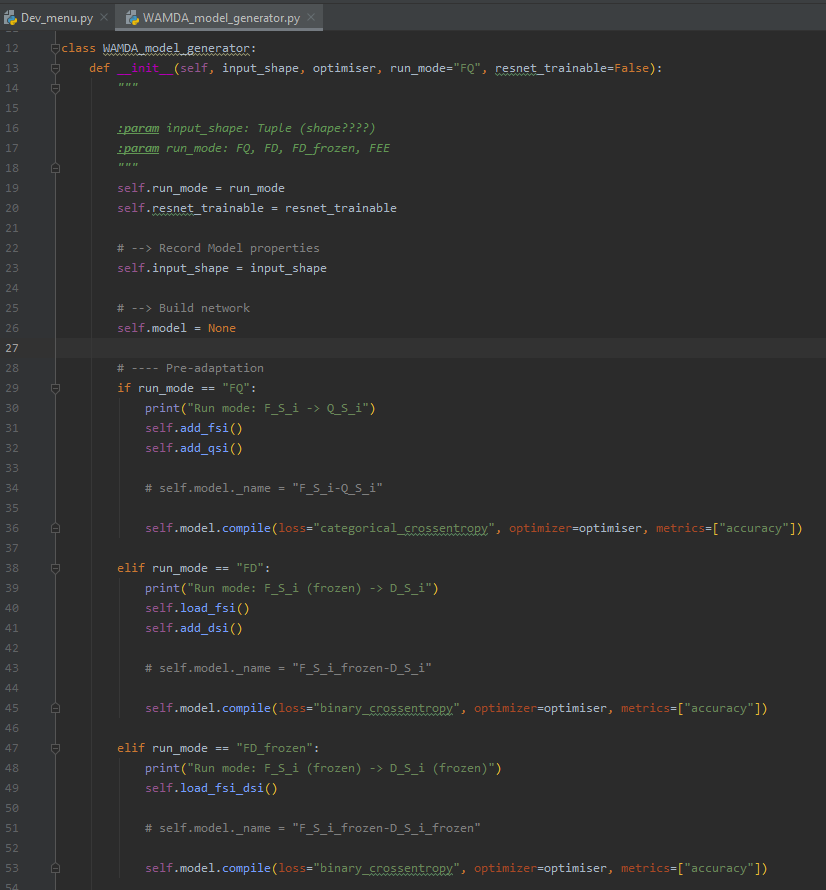 Dev_menu.py × WAMDA_model_generator.py ×
12 class WAMDA_model_generator:
13 def __init__(self, input_shape, optimiser, run_mode="FQ", resnet_trainable=False):
14 """
15
16 :param input_shape: Tuple (shape????)
17 :param run_mode: FQ, FD, FD_frozen, FEE
18 """
19 self.run_mode = run_mode
20 self.resnet_trainable = resnet_trainable
21
22 # --> Record Model properties
23 self.input_shape = input_shape
24
25 # --> Build network
26 self.model = None
27
28 # ---- Pre-adaptation
29 if run_mode == "FQ":
30 print("Run mode: F_S_i -> Q_S_i")
31 self.add_fsi()
32 self.add_qsi()
33
34 # self.model._name = "F_S_i-Q_S_i"
35
36 self.model.compile(loss="categorical_crossentropy", optimizer=optimiser, metrics=["accuracy"])
37
38 elif run_mode == "FD":
39 print("Run mode: F_S_i (frozen) -> D_S_i")
40 self.load_fsi()
41 self.add_dsi()
42
43 # self.model._name = "F_S_i_frozen-D_S_i"
44
45 self.model.compile(loss="binary_crossentropy", optimizer=optimiser, metrics=["accuracy"])
46
47 elif run_mode == "FD_frozen":
48 print("Run mode: F_S_i (frozen) -> D_S_i (frozen)")
49 self.load_fsi_dsi()
50
51 # self.model._name = "F_S_i_frozen-D_S_i_frozen"
52
53 self.model.compile(loss="binary_crossentropy", optimizer=optimiser, metrics=["accuracy"])
54